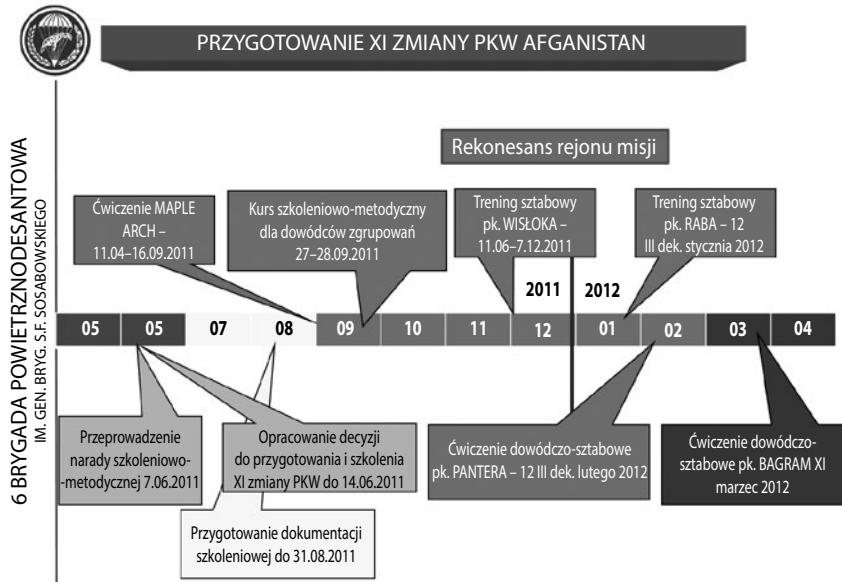 PRZYGOTOWANIE XI ZMIANY PKW AFGANISTAN
6 BRYGADA POWIETRZNODESANTOWA
IM. GEN. BRYG. S.F. SOSABOWSKIEGO
Rekonesans rejonu misji
Ćwiczenie MAPLE
ARCH –
11.04–16.09.2011
Kurs szkoleniowo-metodyczny
dla dowódców zgrupowań
27–28.09.2011
Trening sztabowy
pk. WISŁOKA –
11.06–7.12.2011
Trening sztabowy
pk. RABA – 12
III dek. stycznia 2012
2011 2012
05 05 07 08 09 10 11 12 01 02 03 04
Przeprowadzenie
narady szkoleniowo-
-metodycznej 7.06.2011
Opracowanie decyzji
do przygotowania i szkolenia
XI zmiany PKW do 14.06.2011
Przygotowanie dokumentacji
szkoleniowej do 31.08.2011
Ćwiczenie dowódczo-sztabowe
pk. PANTERA – 12 III dek. lutego 2012
Ćwiczenie dowódczo-
sztabowe pk. BAGRAM XI
marzec 2012